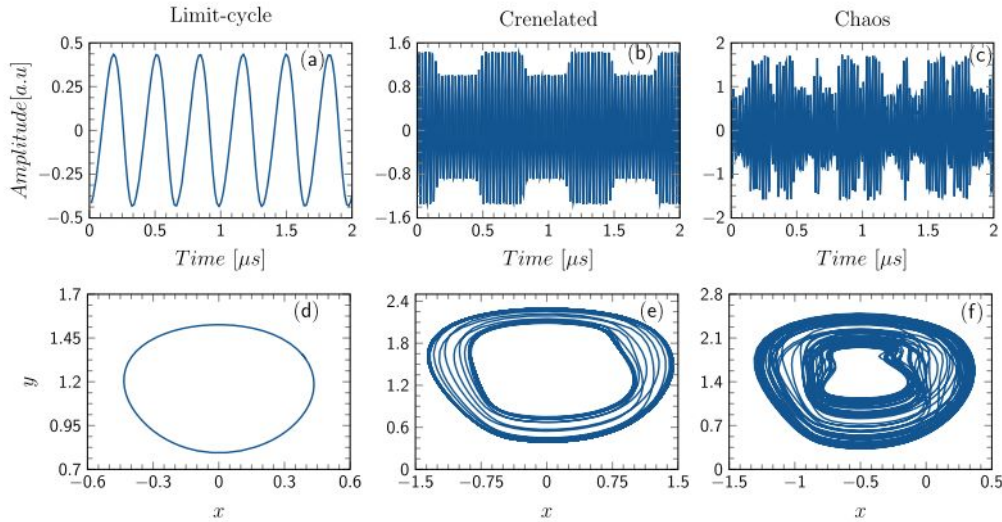 Limit-cycle Crenelated Chaos
0.5 1.6 2
(a) (b) (c)
0.25 0.8 1
Amplitude[a.u]
0 0 0
−0.25 −0.8 −1
−0.5 −1.6 −2
0 0.5 1 1.5 2 0 0.5 1 1.5 2 0 0.5 1 1.5 2
Time [μs] Time [μs] Time [μs]
1.7 2.4 2.8
(d) (e) (f)
1.45 1.8 2.1
y
1.2 1.2 1.4
0.95 0.6 0.7
0.7 0 0
−0.6 −0.3 0 0.3 0.6 −1.5 −0.75 0 0.75 1.5 −1.5 −1 −0.5 0 0.5
x x x